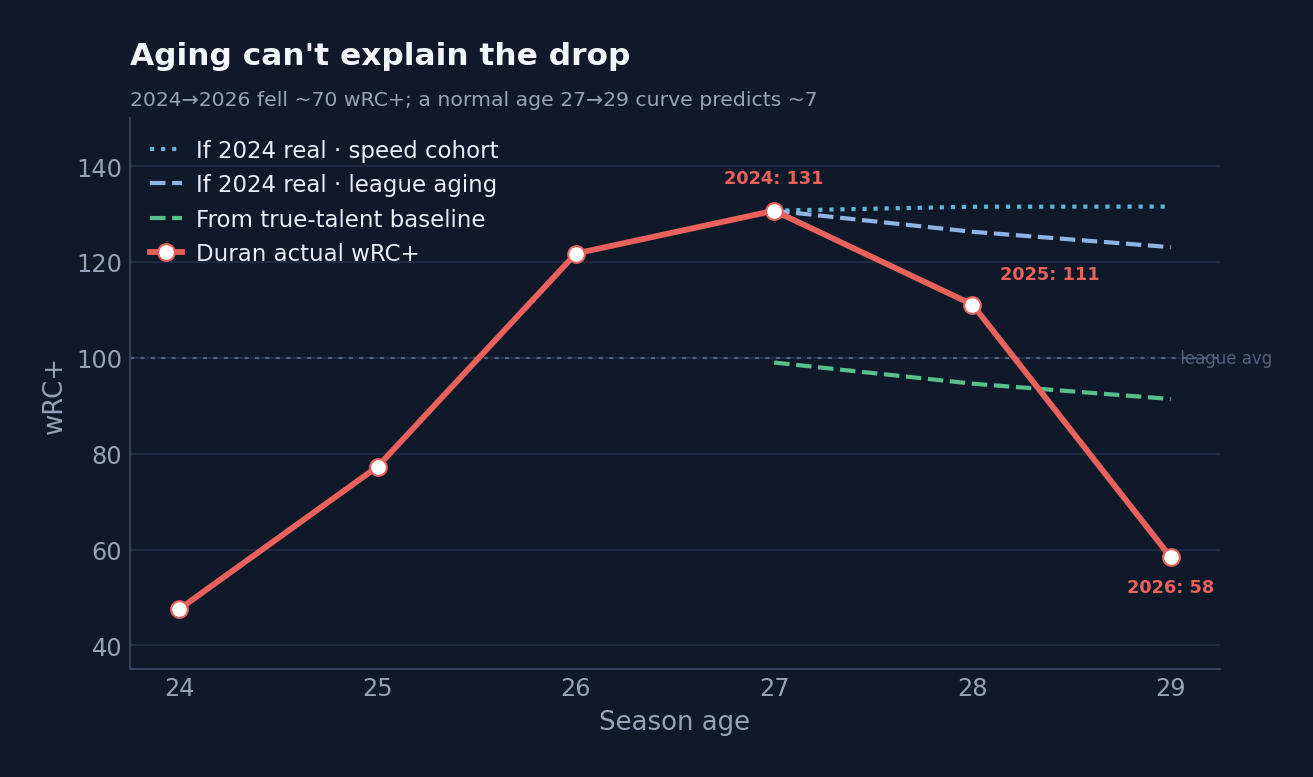 Aging can't explain the drop
2024→2026 fell ~70 wRC+; a normal age 27→29 curve predicts ~7
If 2024 real · speed cohort
If 2024 real · league aging
From true-talent baseline
Duran actual wRC+
2024: 131
2025: 111
league avg
2026: 58
wRC+
140
120
100
80
60
40
24 25 26 27 28 29
Season age